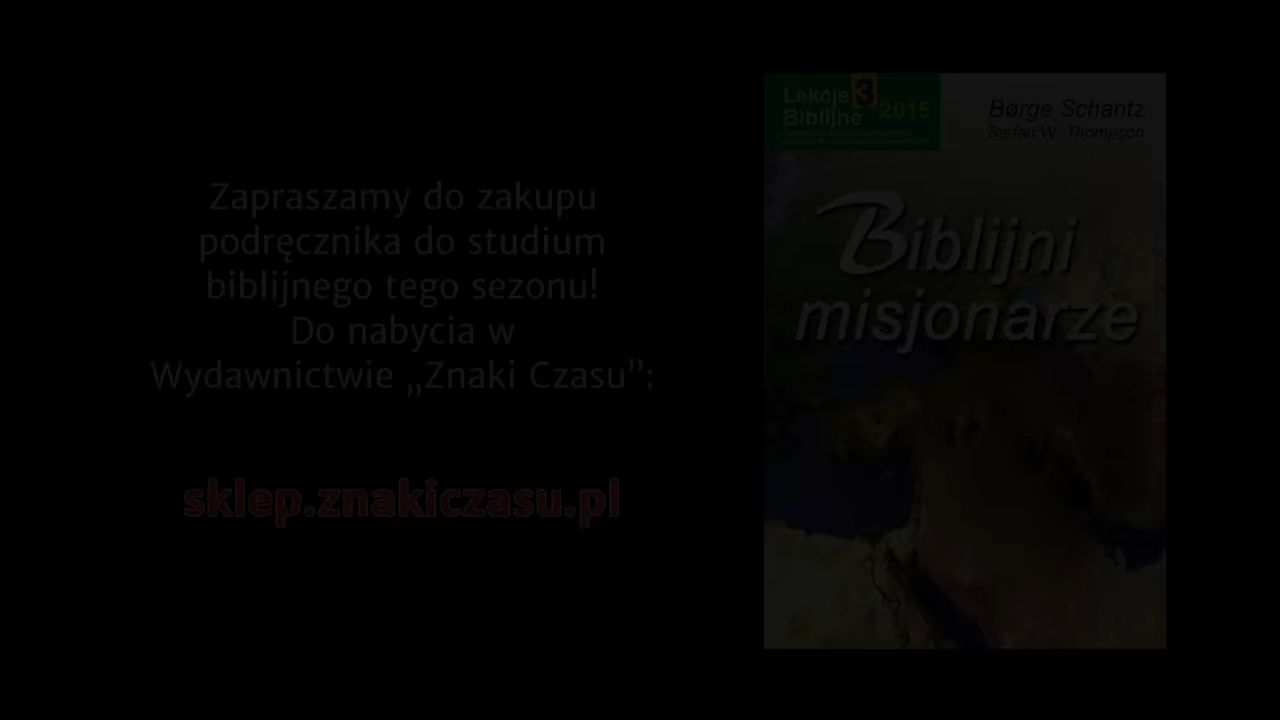 Zapraszamy do zakupu
podręcznika do studium
biblijnego tego sezonu!
Do nabycia w
Wydawnictwie „Znaki Czasu”:
sklep.znakiczasu.pl
Lekcje 3 2015
Biblijne
Børge Schantz
Stefan W. Thompson
Biblijni
misjonarze